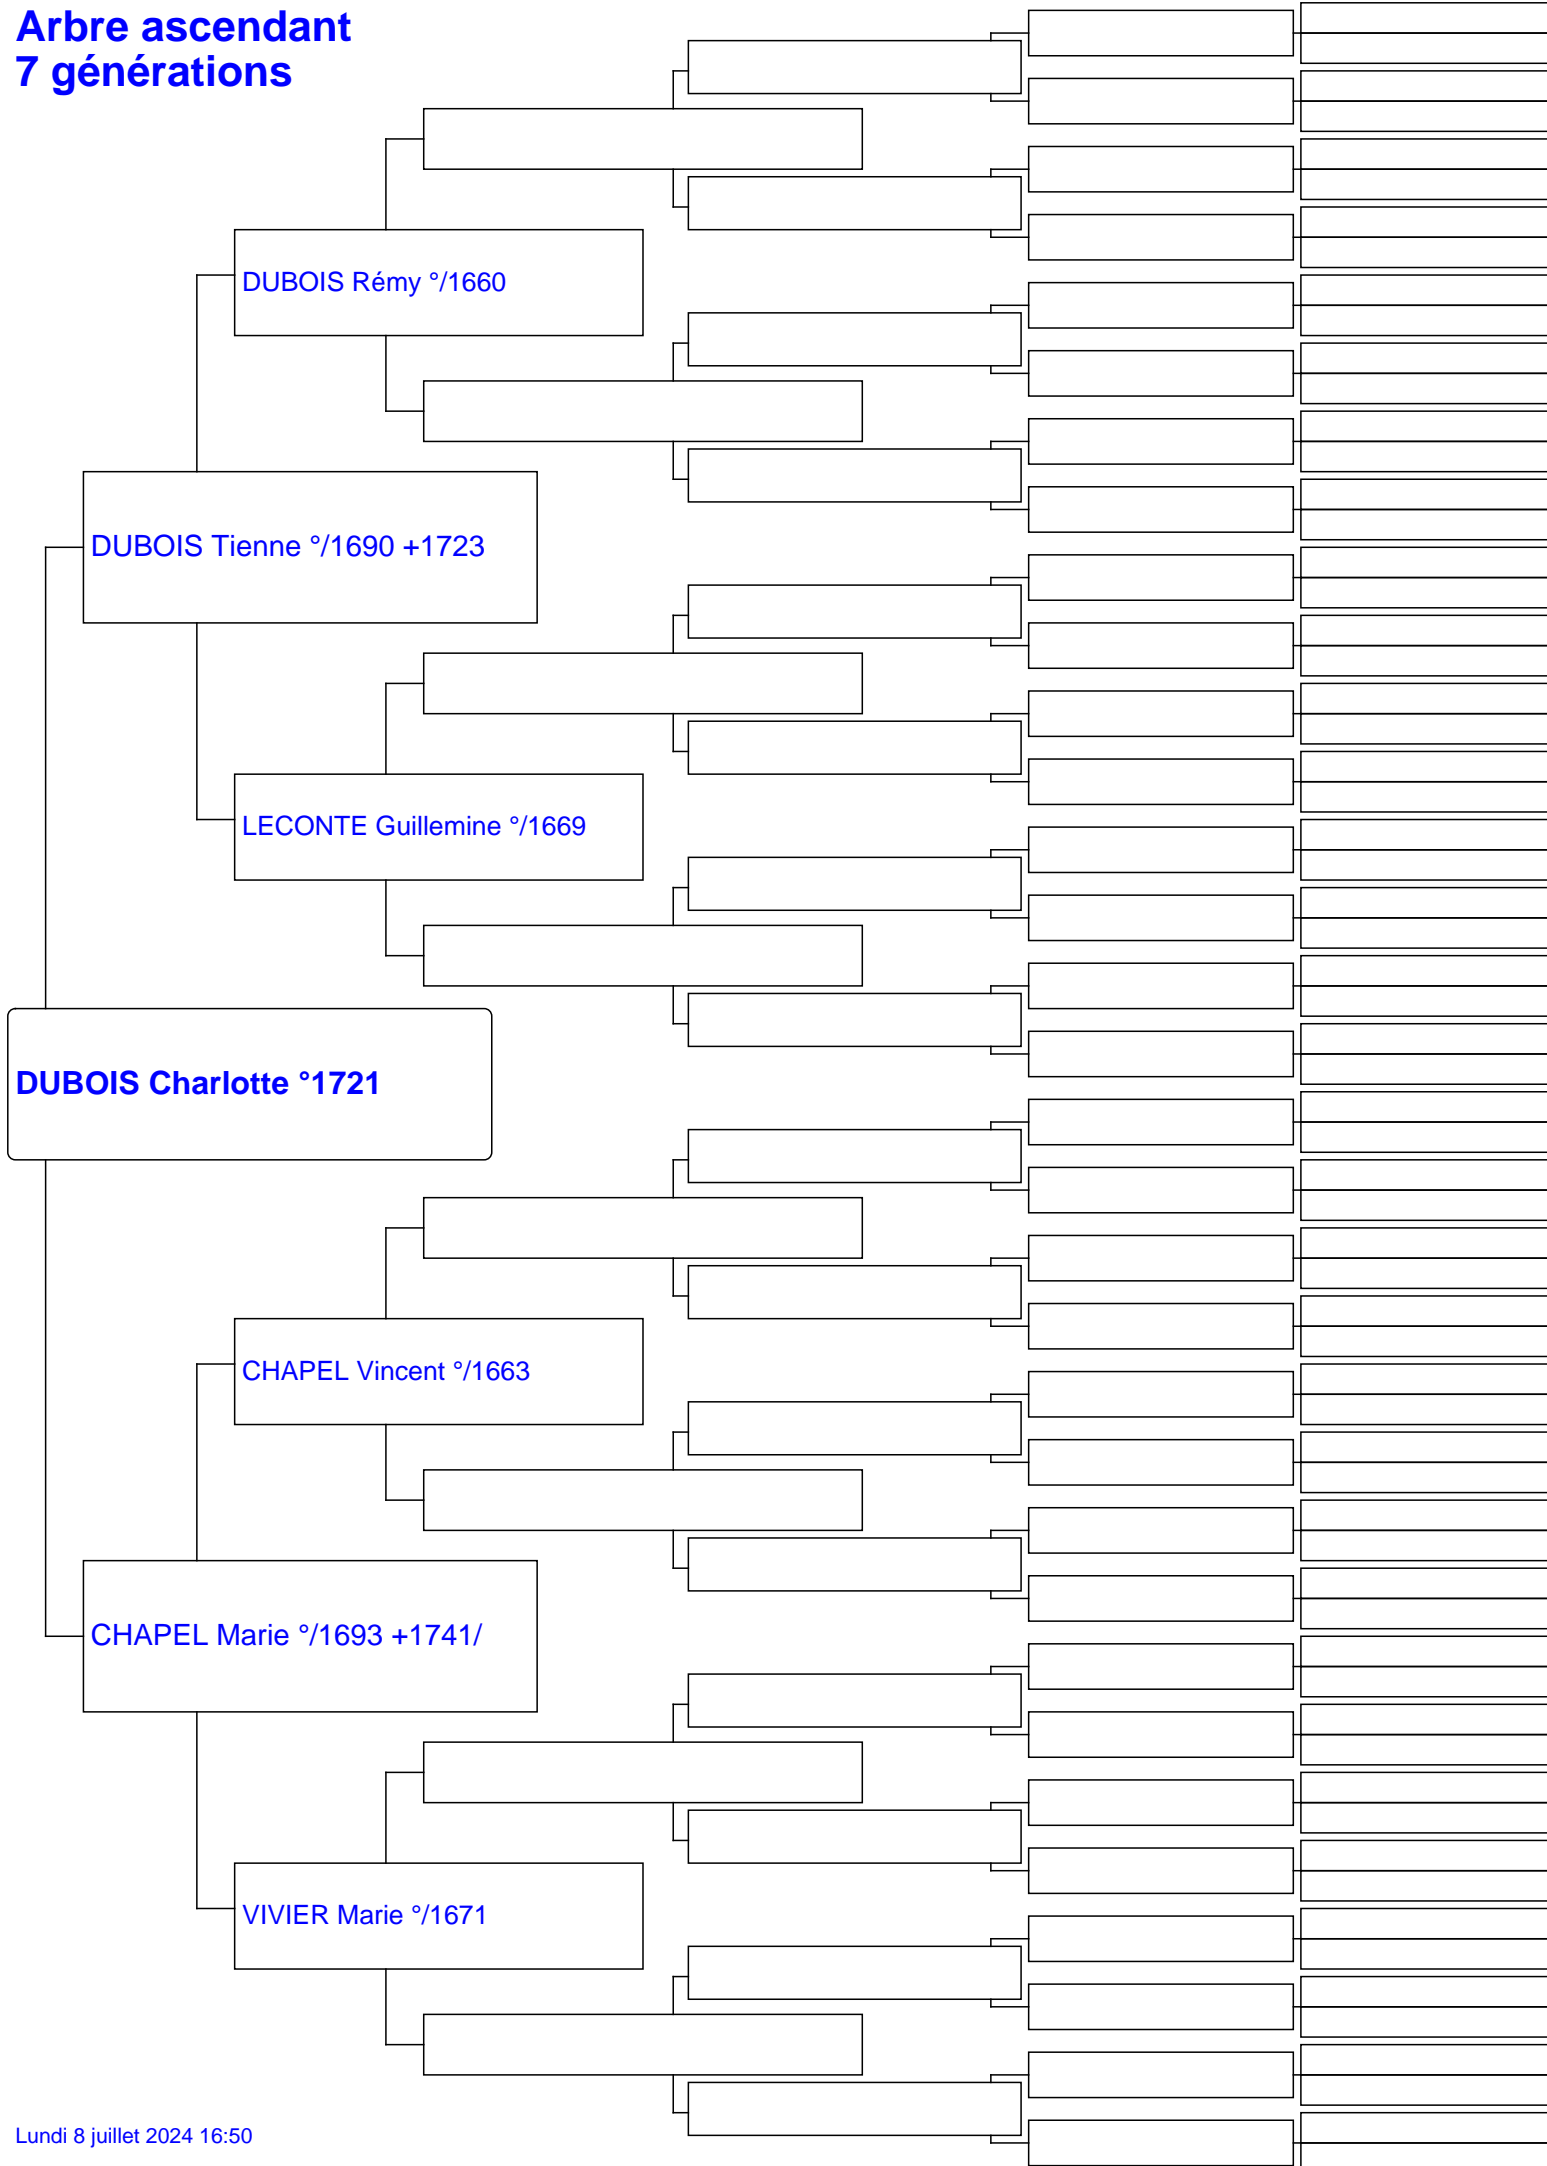 Arbre ascendant
7 générations
DUBOIS Rémy °/1660
DUBOIS Tienne °/1690 +1723
LECONTE Guillemine °/1669
DUBOIS Charlotte °1721
CHAPEL Vincent °/1663
CHAPEL Marie °/1693 +1741/
VIVIER Marie °/1671
Lundi 8 juillet 2024 16:50